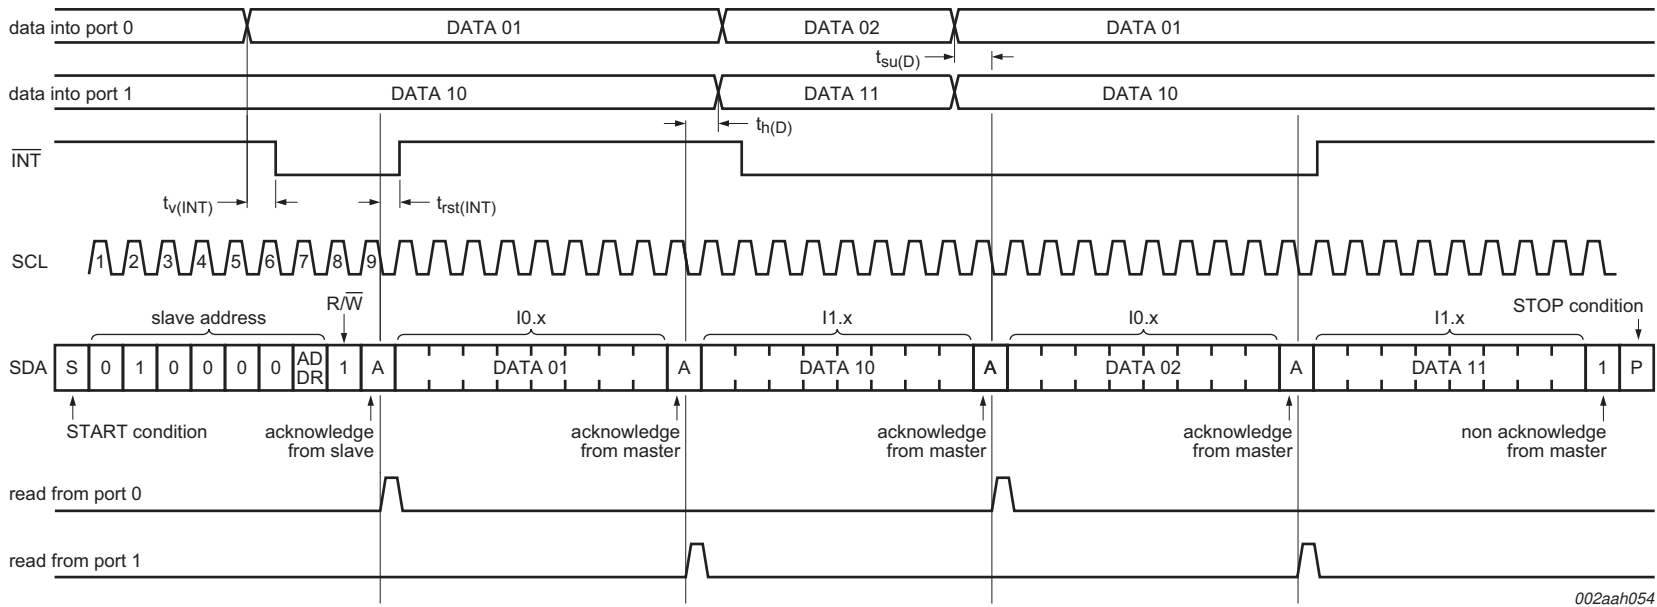 data into port 0
DATA 01
DATA 02
DATA 01
tsu(D)
data into port 1
DATA 10
DATA 11
DATA 10
th(D)
INT
tv(INT)
trst(INT)
SCL
1 2 3 4 5 6 7 8 9
R/W
STOP condition
slave address
I0.x
I1.x
I0.x
I1.x
SDA
S 0 1 0 0 0 0 AD DR 1 A DATA 01 A DATA 10 A DATA 02 A DATA 11 1 P
START condition
acknowledge
from slave
acknowledge
from master
acknowledge
from master
acknowledge
from master
non acknowledge
from master
read from port 0
read from port 1
002aah054